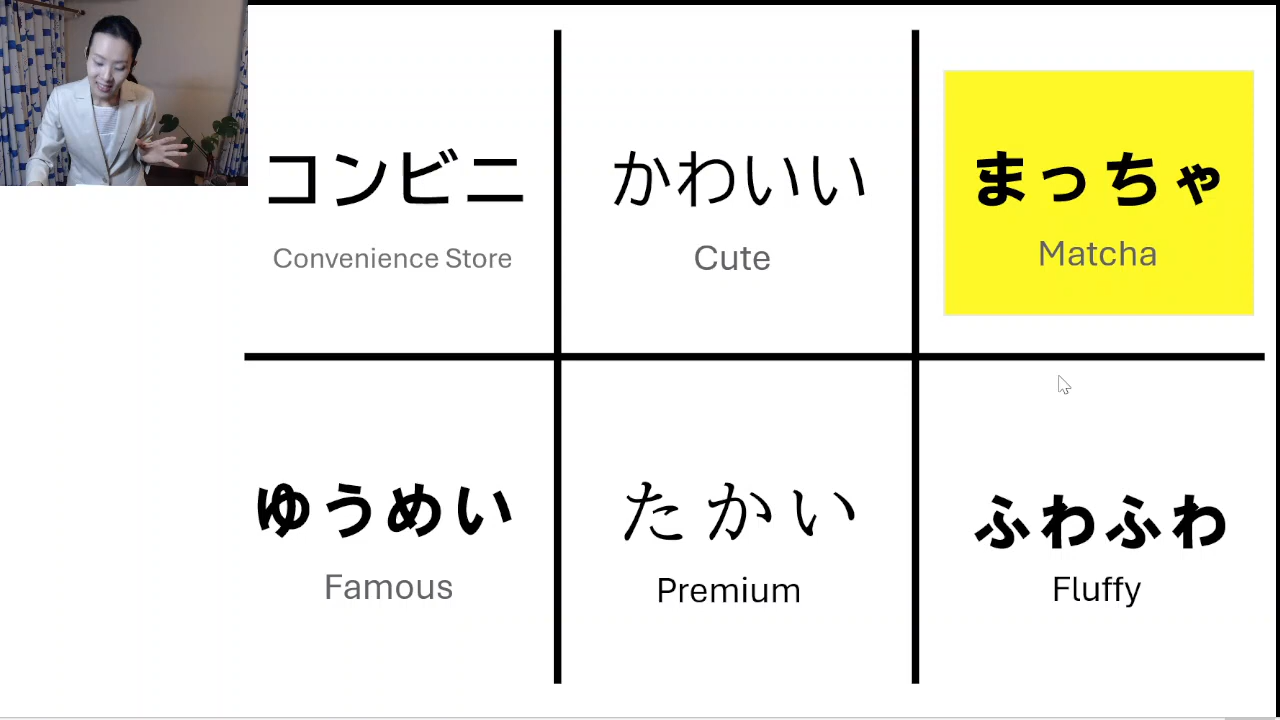 コンビニ
Convenience Store
かわいい
Cute
まっちゃ
Matcha
ゆうめい
Famous
たかい
Premium
ふわふわ
Fluffy